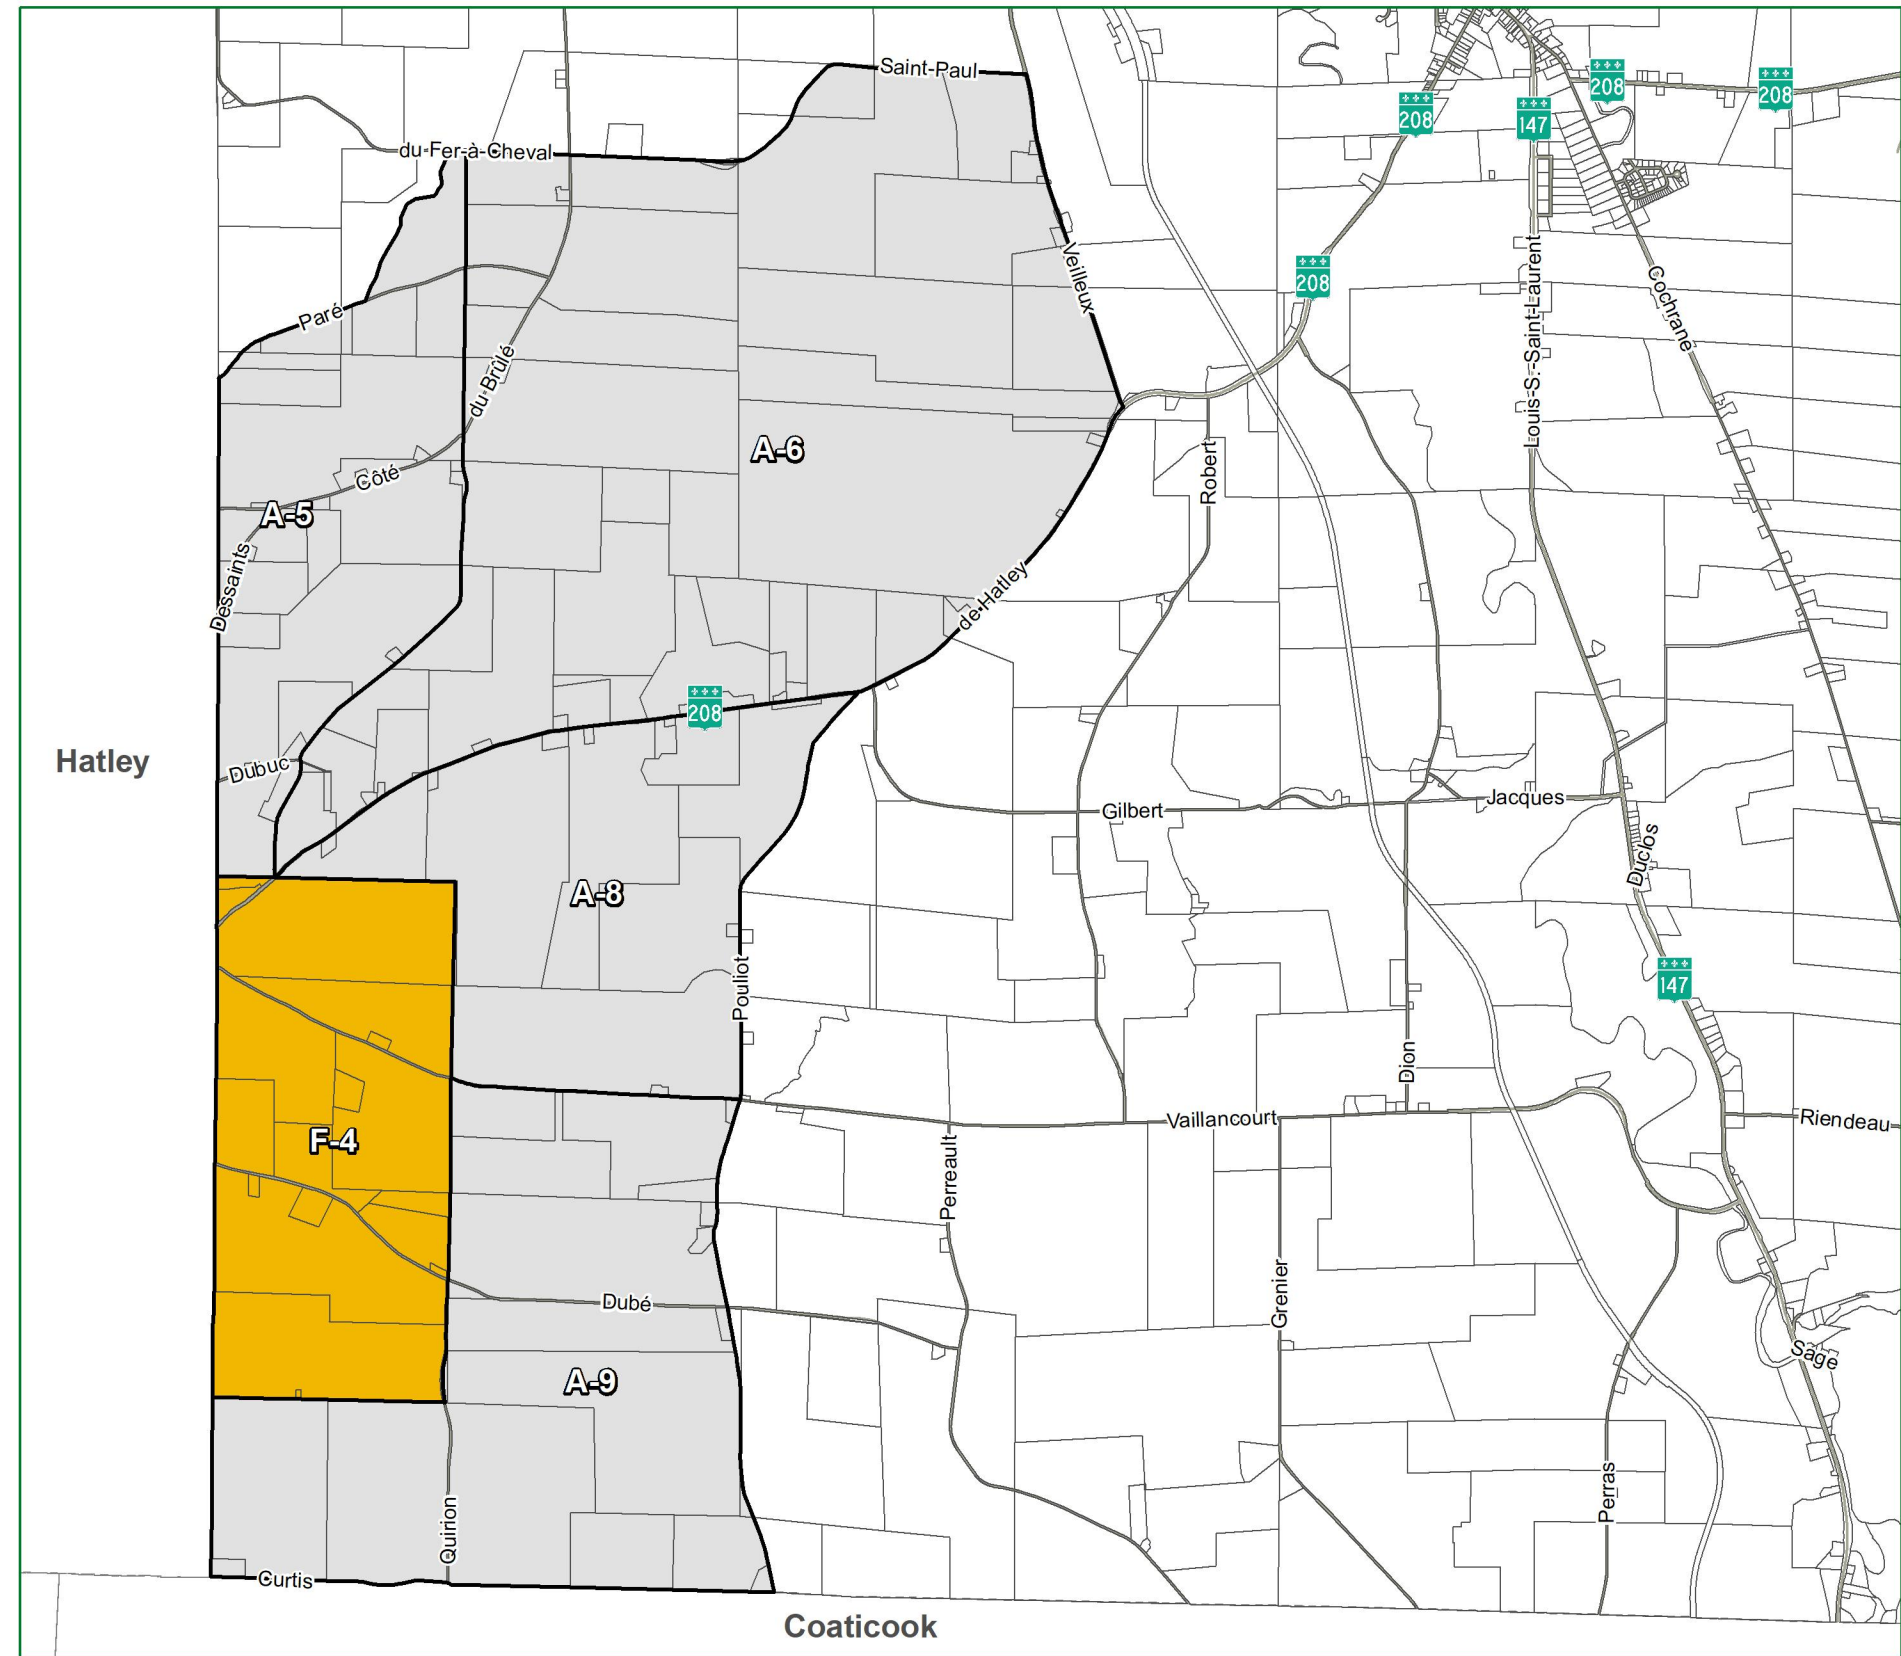 Saint-Paul
208
208
208
147
du-Fer-à-Cheval
Veilleux
Louis-S.-Saint-Laurent
Cochrane
208
Paré
du-Brûlé
A-6
Robert
Côté
A-5
Dessaints
de-Hatley
208
Hatley
Dubuc
Gilbert
Jacques
Duclos
A-8
Pouliot
147
Dion
Vaillancourt
Riendeau
F-4
Perreault
Grenier
Dubé
Sage
A-9
Quirion
Perras
Curtis
Coaticook